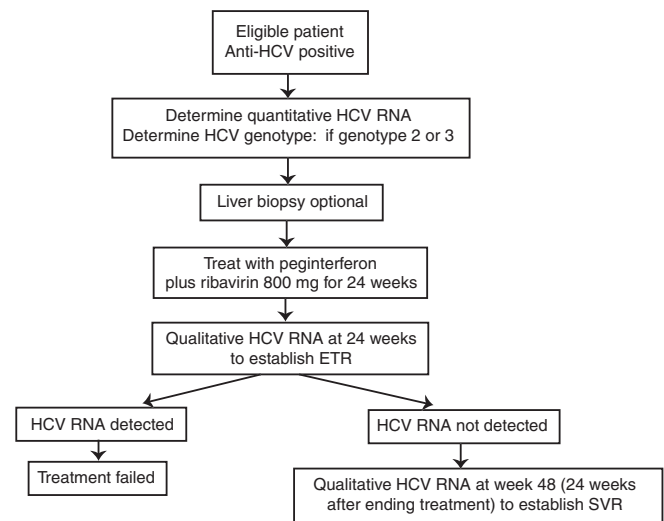 Eligible patient
Anti-HCV positive
Determine quantitative HCV RNA
Determine HCV genotype: if genotype 2 or 3
Liver biopsy optional
Treat with peginterferon
plus ribavirin 800 mg for 24 weeks
Qualitative HCV RNA at 24 weeks
to establish ETR
HCV RNA detected
HCV RNA not detected
Treatment failed
Qualitative HCV RNA at week 48 (24 weeks
after ending treatment) to establish SVR